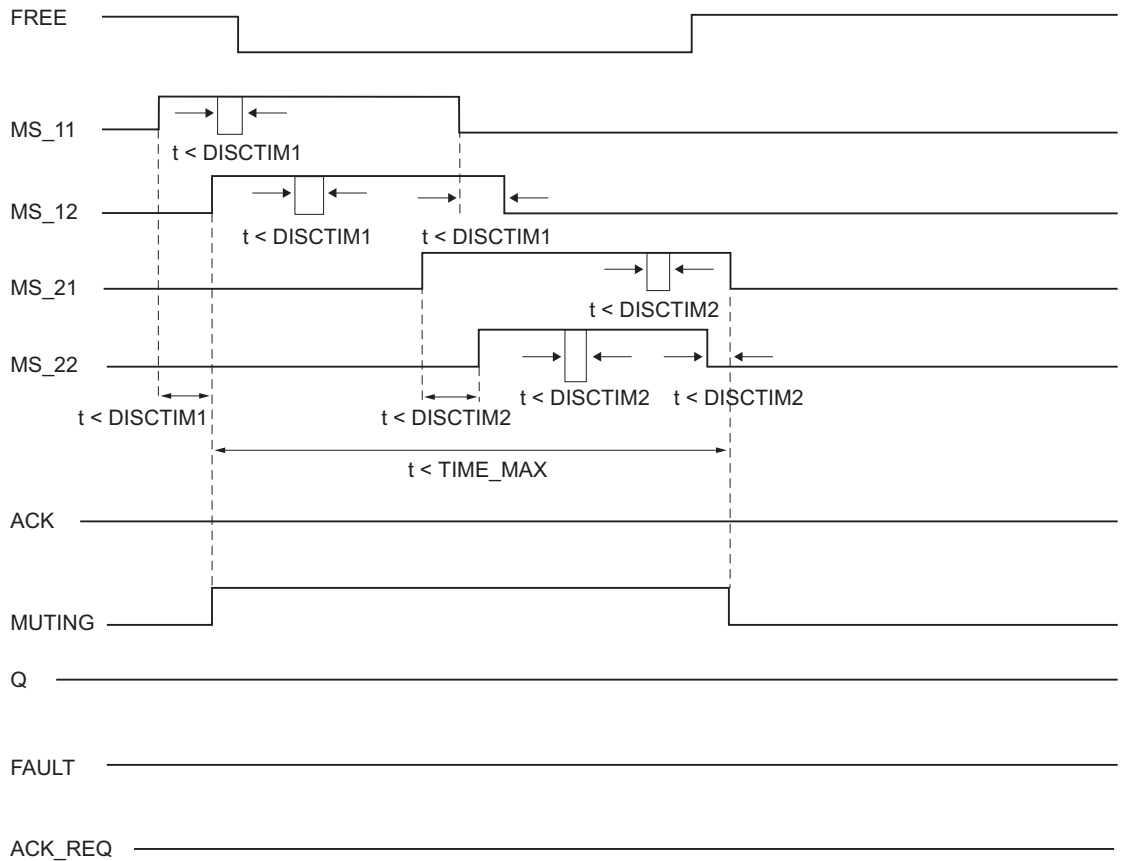 FREE
MS_11
t < DISCTIM1
MS_12
t < DISCTIM1
t < DISCTIM1
MS_21
t < DISCTIM2
MS_22
t < DISCTIM2
t < DISCTIM2
t < DISCTIM1
t < DISCTIM2
t < TIME_MAX
ACK
MUTING
Q
FAULT
ACK_REQ